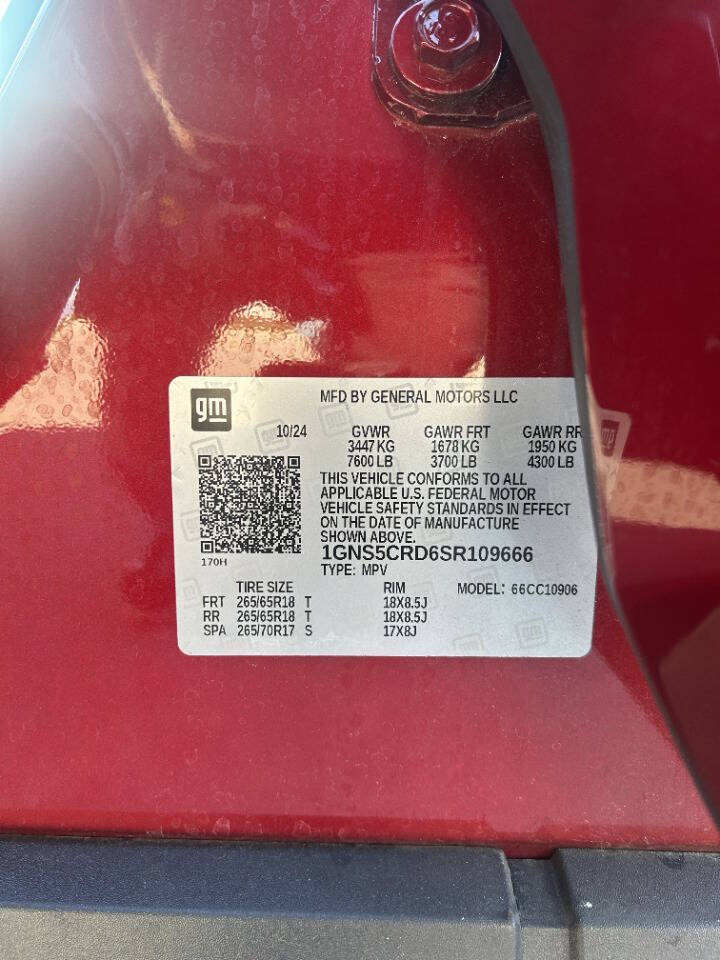 gm
MFD BY GENERAL MOTORS LLC
10/24 GVWR GAWR FRT GAWR RR
3447 KG 1678 KG 1950 KG
7600 LB 3700 LB 4300 LB
THIS VEHICLE CONFORMS TO ALL
APPLICABLE U.S. FEDERAL MOTOR
VEHICLE SAFETY STANDARDS IN EFFECT
ON THE DATE OF MANUFACTURE
SHOWN ABOVE.
170H
1GNS5CRD6SR109666
TYPE: MPV
TIRE SIZE RIM MODEL: 66CC10906
FRT 265/65R18 T 18X8.5J
RR 265/65R18 T 18X8.5J
SPA 265/70R17 S 17X8J